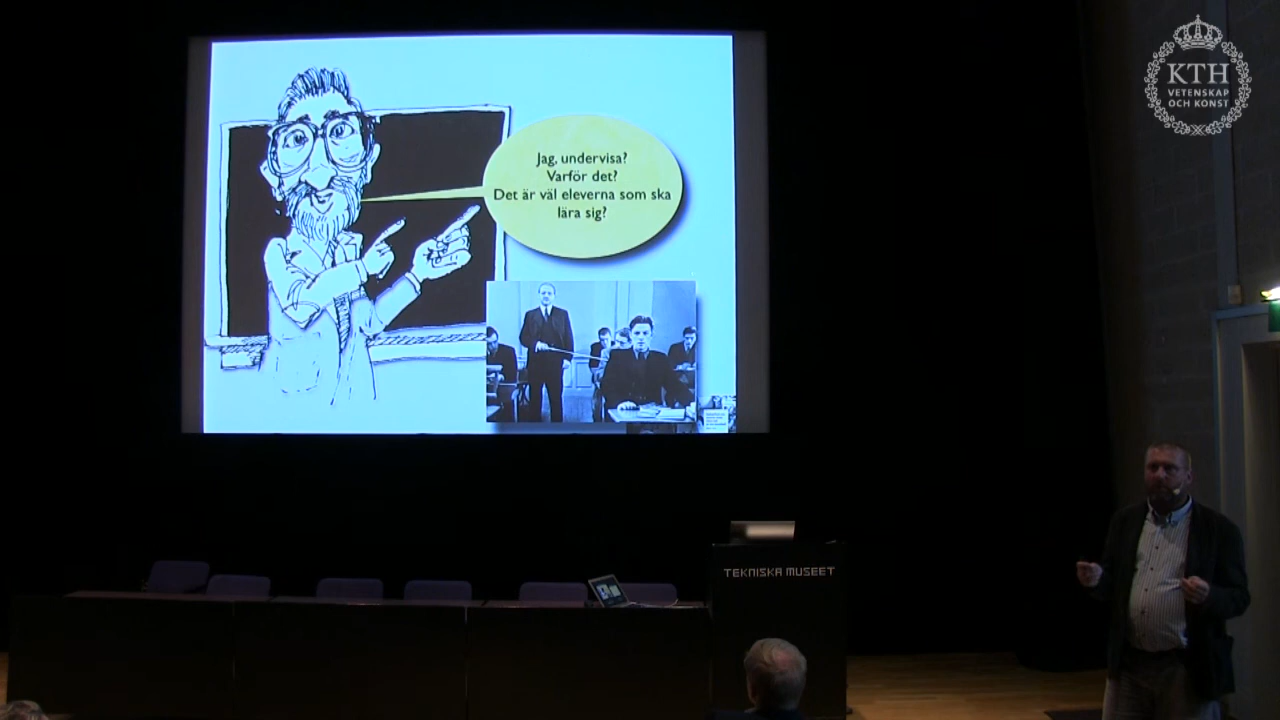 Jag, undervisa?
Varför det?
Det är väl eleverna som ska
lära sig?
KTH
VETENSKAP
OCH KONST
TEKNISKA MUSEET